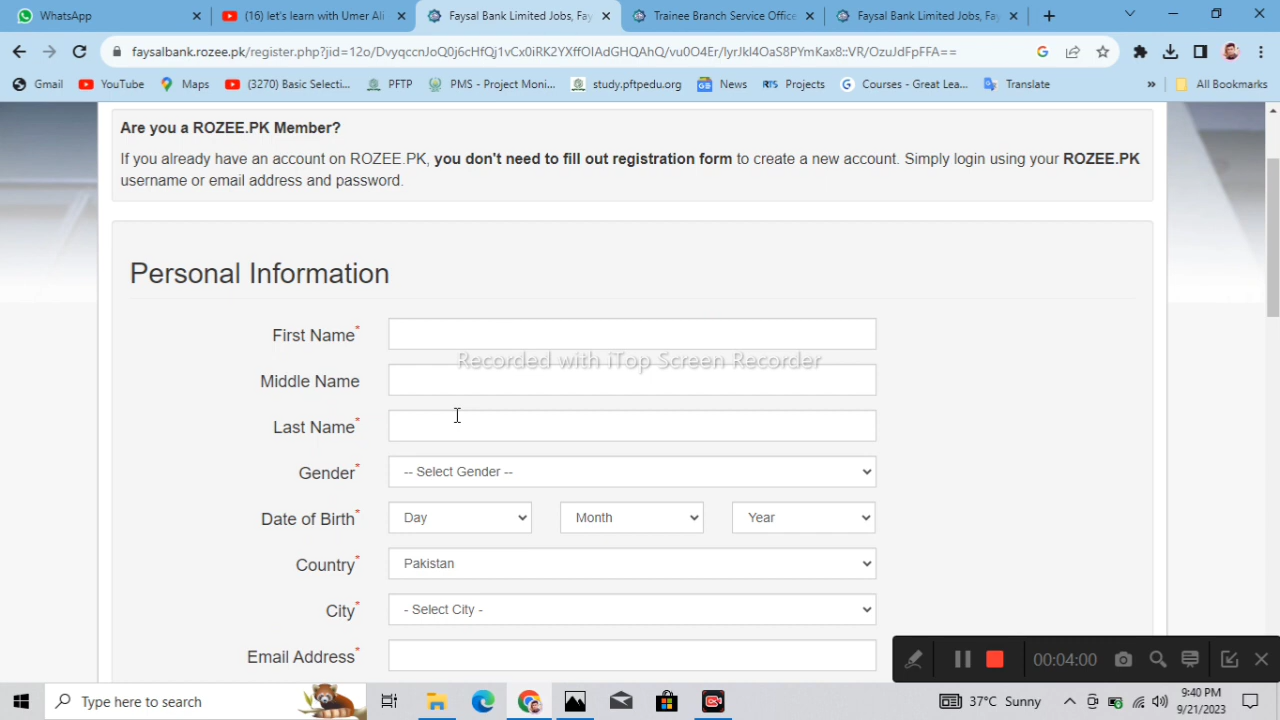 WhatsApp
(16) let's learn with Umer Ali
Faysal Bank Limited Jobs, Fay
Trainee Branch Service Office
Faysal Bank Limited Jobs, Fay
faysalbank.rozee.pk/register.php?jid=12o/DvyqccnJoQ0j6cHfQj1vCx0iRK2YXffOIAdGHQAhQ/vu0O4Er/IyrJkI4OaS8PYmKax8::VR/OzuJdFpFFA==
Gmail
YouTube
Maps
(3270) Basic Selecti...
PFTP
PMS - Project Moni...
study.pftpedu.org
News
Projects
Courses - Great Lea...
Translate
»
All Bookmarks
Are you a ROZEE.PK Member?
If you already have an account on ROZEE.PK, you don't need to fill out registration form to create a new account. Simply login using your ROZEE.PK
username or email address and password.
Personal Information
First Name*
Recorded with iTop Screen Recorder
Middle Name
Last Name*
Gender*
-- Select Gender --
Date of Birth*
Day
Month
Year
Country*
Pakistan
City*
- Select City -
Email Address*
00:04:00
Type here to search
37°C Sunny
9:40 PM
9/21/2023